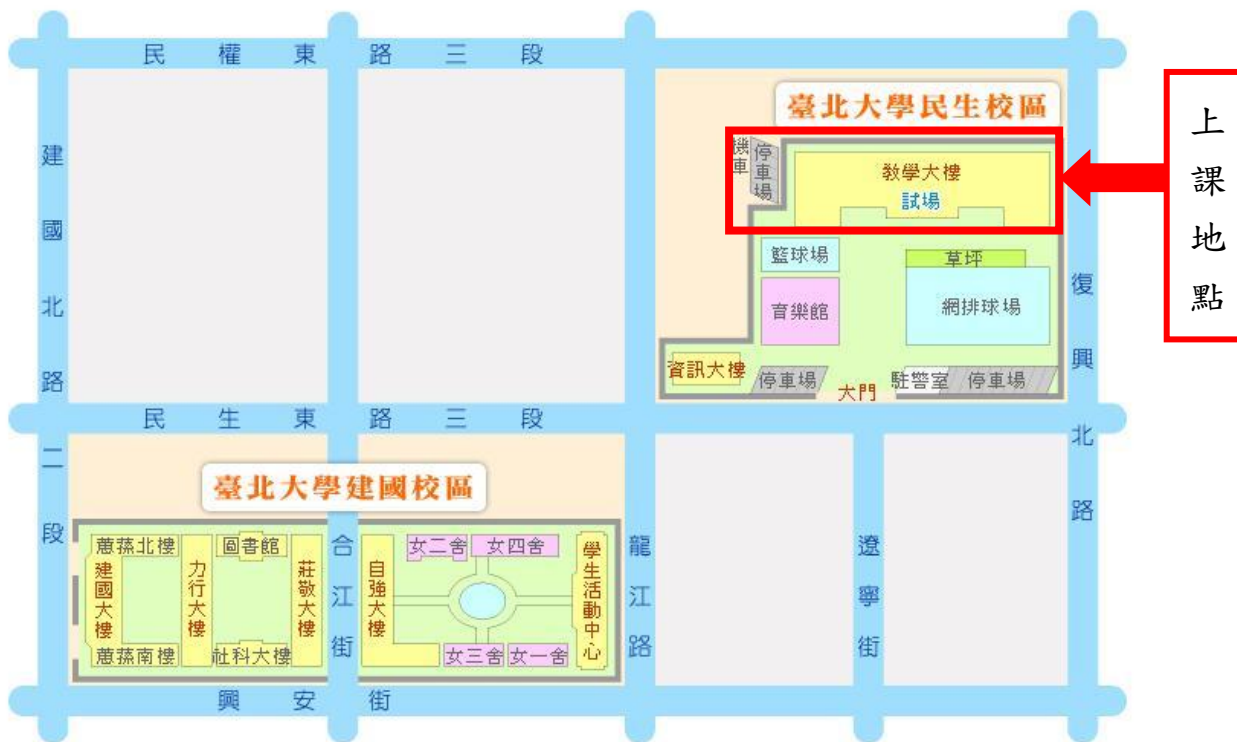 民權東路三段
臺北大學民生校區
上課地點
建國北路二段
機車
停車場
教學大樓
試場
籃球場
草坪
復興北路
育樂館
網排球場
資訊大樓
停車場
大門
駐警室
停車場
民生東路三段
臺北大學建國校區
蕙蓀北樓
圖書館
合江街
女二舍
女四舍
龍江路
遼寧街
建國大樓
力行大樓
莊敬大樓
自強大樓
學生活動中心
蕙蓀南樓
社科大樓
女三舍
女一舍
興安街